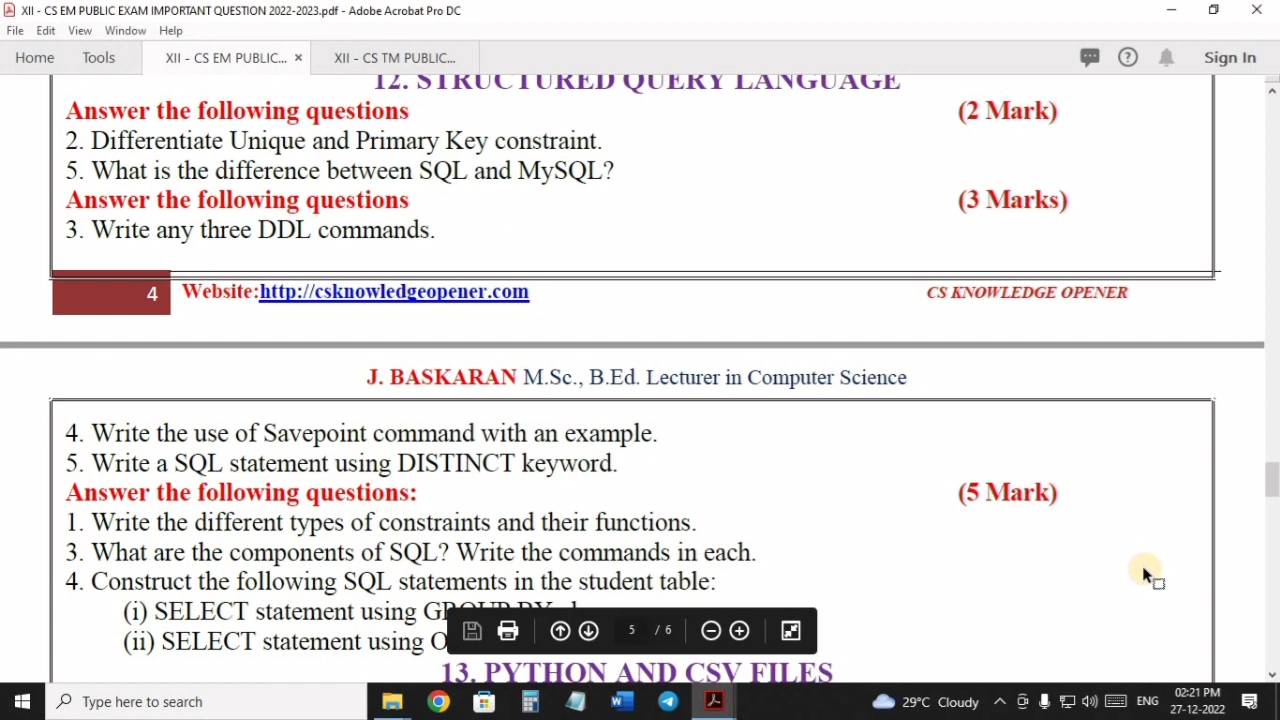 XII - CS EM PUBLIC EXAM IMPORTANT QUESTION 2022-2023.pdf - Adobe Acrobat Pro DC
File Edit View Window Help
Home Tools XII - CS EM PUBLIC... × XII - CS TM PUBLIC... Sign In
12. STRUCTURED QUERY LANGUAGE
Answer the following questions (2 Mark)
2. Differentiate Unique and Primary Key constraint.
5. What is the difference between SQL and MySQL?
Answer the following questions (3 Marks)
3. Write any three DDL commands.
4 Website:http://csknowledgeopener.com CS KNOWLEDGE OPENER
J. BASKARAN M.Sc., B.Ed. Lecturer in Computer Science
4. Write the use of Savepoint command with an example.
5. Write a SQL statement using DISTINCT keyword.
Answer the following questions: (5 Mark)
1. Write the different types of constraints and their functions.
3. What are the components of SQL? Write the commands in each.
4. Construct the following SQL statements in the student table:
(i) SELECT statement using GROUP BY
(ii) SELECT statement using
5 / 6
13. PYTHON AND CSV FILES
Type here to search 29°C Cloudy ENG 02:21 PM
27-12-2022